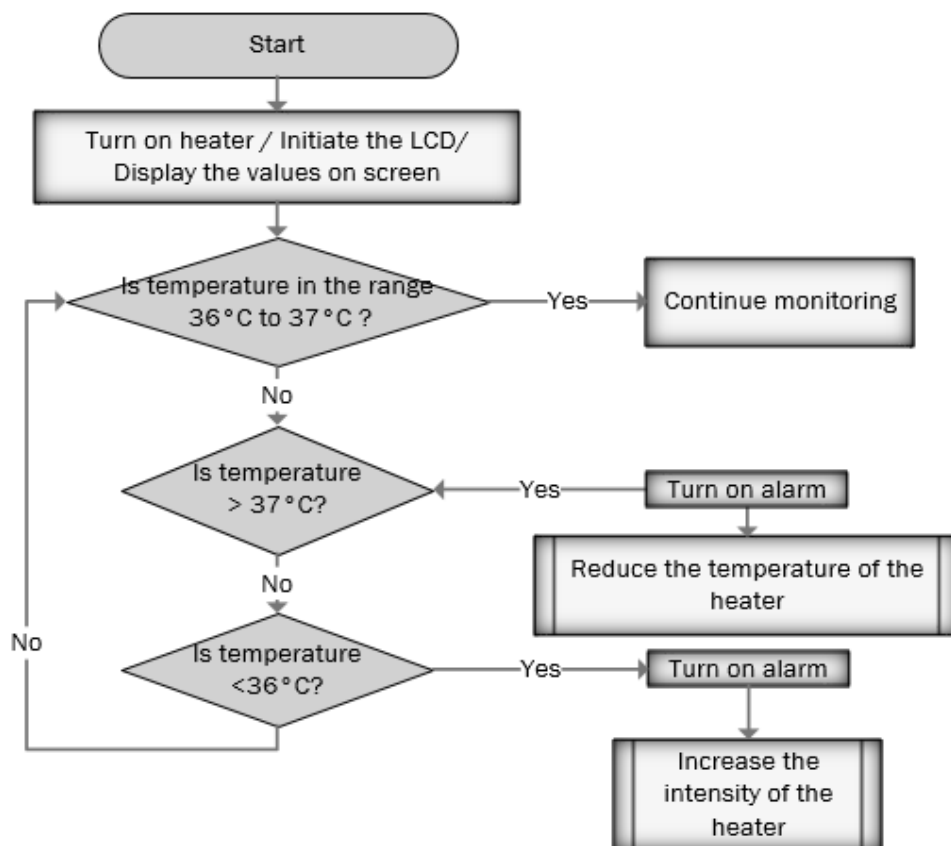 Start
Turn on heater / Initiate the LCD/
Display the values on screen
Is temperature in the range
36°C to 37°C ?
Yes
Continue monitoring
No
Is temperature
> 37°C?
Yes
Turn on alarm
Reduce the temperature of the
heater
No
Is temperature
<36°C?
Yes
Turn on alarm
Increase the
intensity of the
heater
No